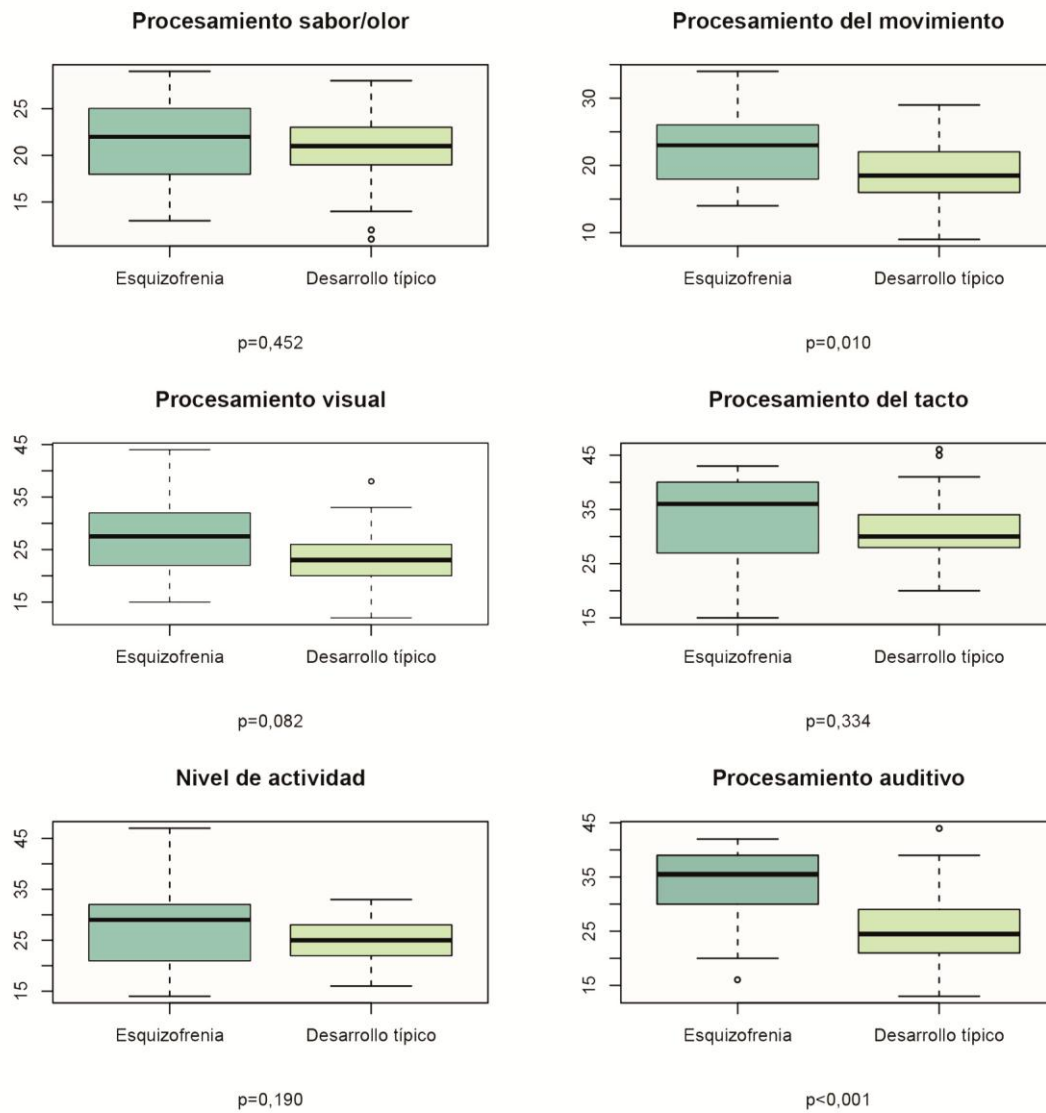 Procesamiento sabor/olor
25
20
15
Esquizofrenia
Desarrollo típico
p=0,452
Procesamiento del movimiento
30
20
10
Esquizofrenia
Desarrollo típico
p=0,010
Procesamiento visual
45
35
25
15
Esquizofrenia
Desarrollo típico
p=0,082
Procesamiento del tacto
45
35
25
15
Esquizofrenia
Desarrollo típico
p=0,334
Nivel de actividad
45
35
25
15
Esquizofrenia
Desarrollo típico
p=0,190
Procesamiento auditivo
45
35
25
15
Esquizofrenia
Desarrollo típico
p<0,001